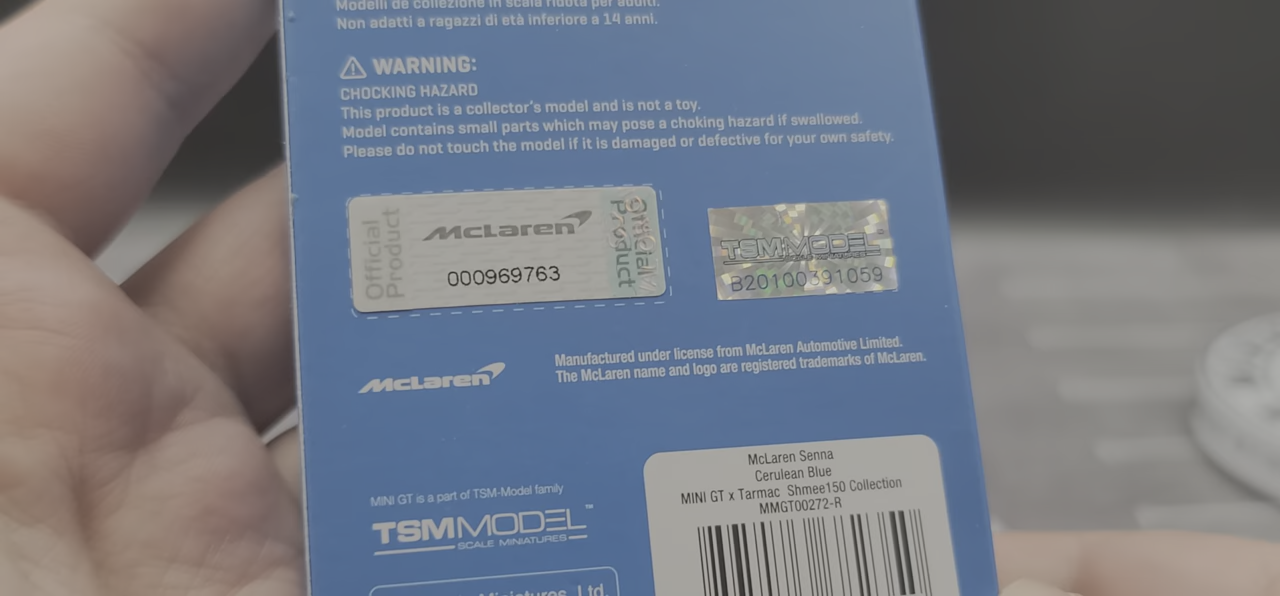 Modelli de collezione in scala ridotta per adulti.
Non adatti a ragazzi di età inferiore a 14 anni.
WARNING:
CHOCKING HAZARD
This product is a collector's model and is not a toy.
Model contains small parts which may pose a choking hazard if swallowed.
Please do not touch the model if it is damaged or defective for your own safety.
Official
Product
McLaren
000969763
Official
Product
TSMMODEL
B20100391059
McLaren
Manufactured under license from McLaren Automotive Limited.
The McLaren name and logo are registered trademarks of McLaren.
MINI GT is a part of TSM-Model family
TSMMODEL™
SCALE MINIATURES
Miniatures, Ltd.
McLaren Senna
Cerulean Blue
MINI GT x Tarmac Shmee150 Collection
MMGT00272-R